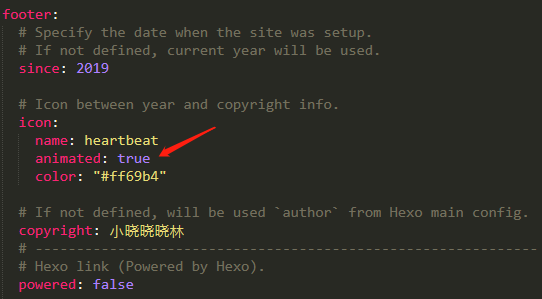 footer:
# Specify the date when the site was setup.
# If not defined, current year will be used.
since: 2019
# Icon between year and copyright info.
icon:
name: heartbeat
animated: true
color: "#ff69b4"
# If not defined, will be used `author` from Hexo main config.
copyright: 小晓晓晓林
# -----------------------------------------------------------
# Hexo link (Powered by Hexo).
powered: false